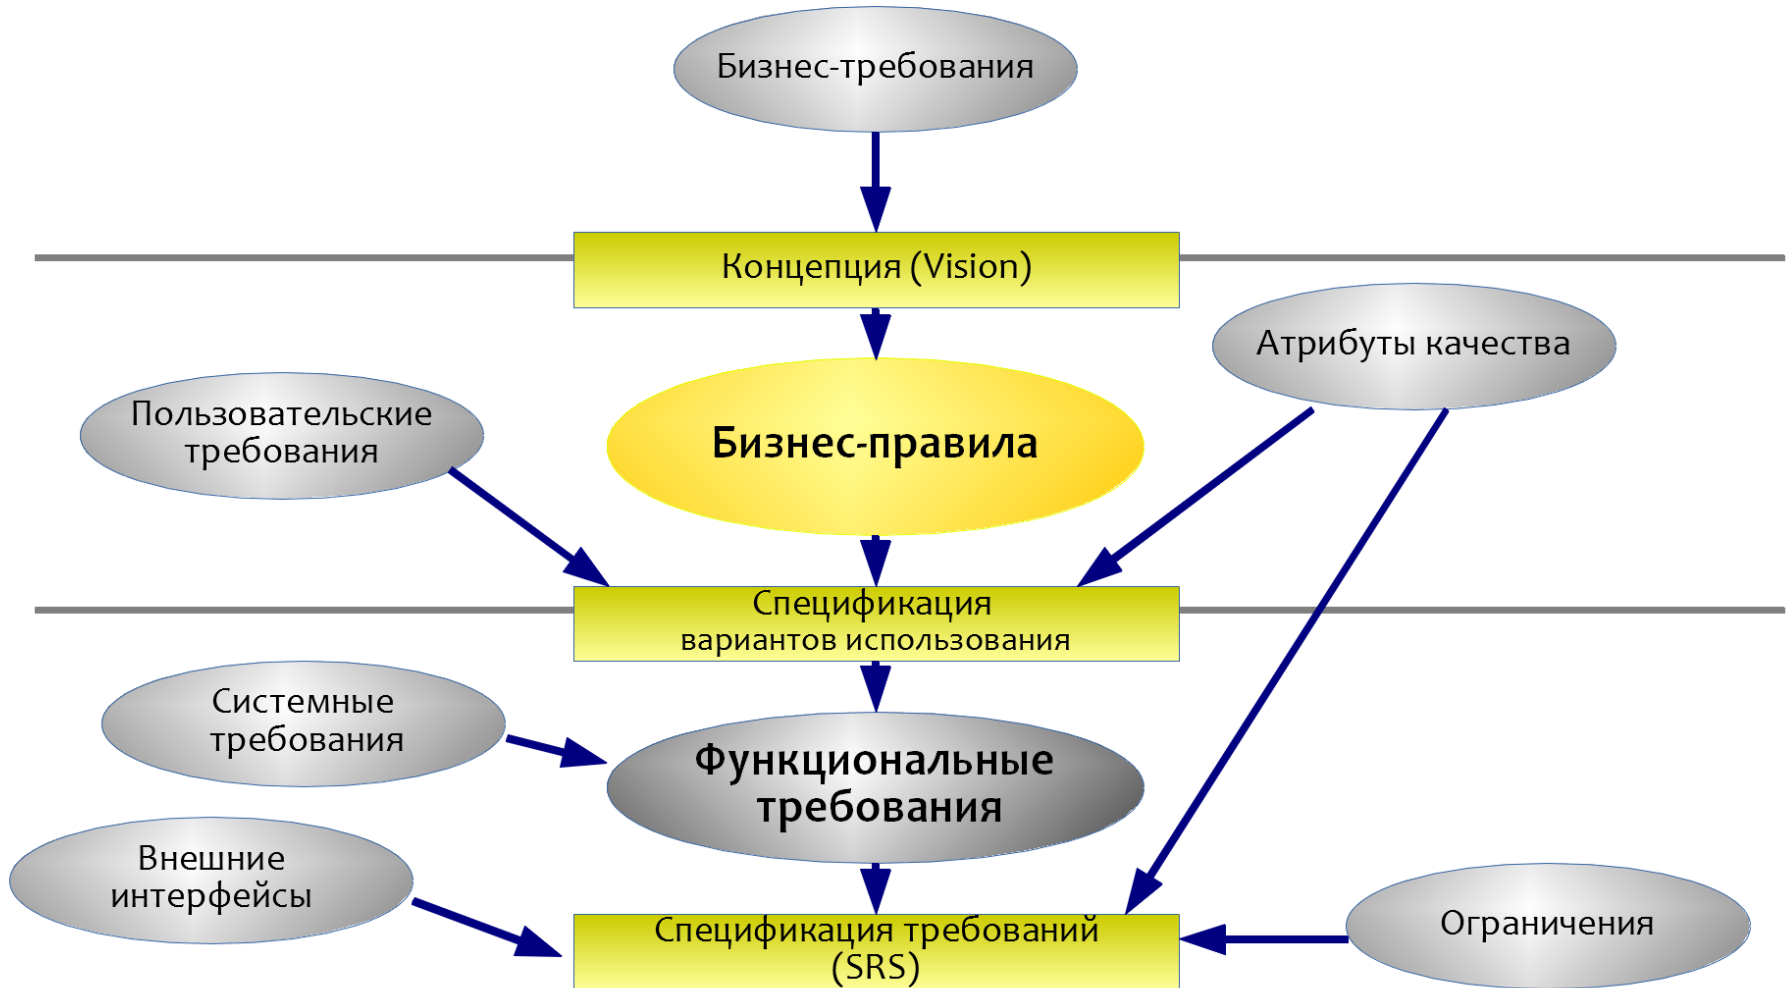 Бизнес-требования
Концепция (Vision)
Атрибуты качества
Пользовательские
требования
Бизнес-правила
Спецификация
вариантов использования
Системные
требования
Функциональные
требования
Внешние
интерфейсы
Спецификация требований
(SRS)
Ограничения